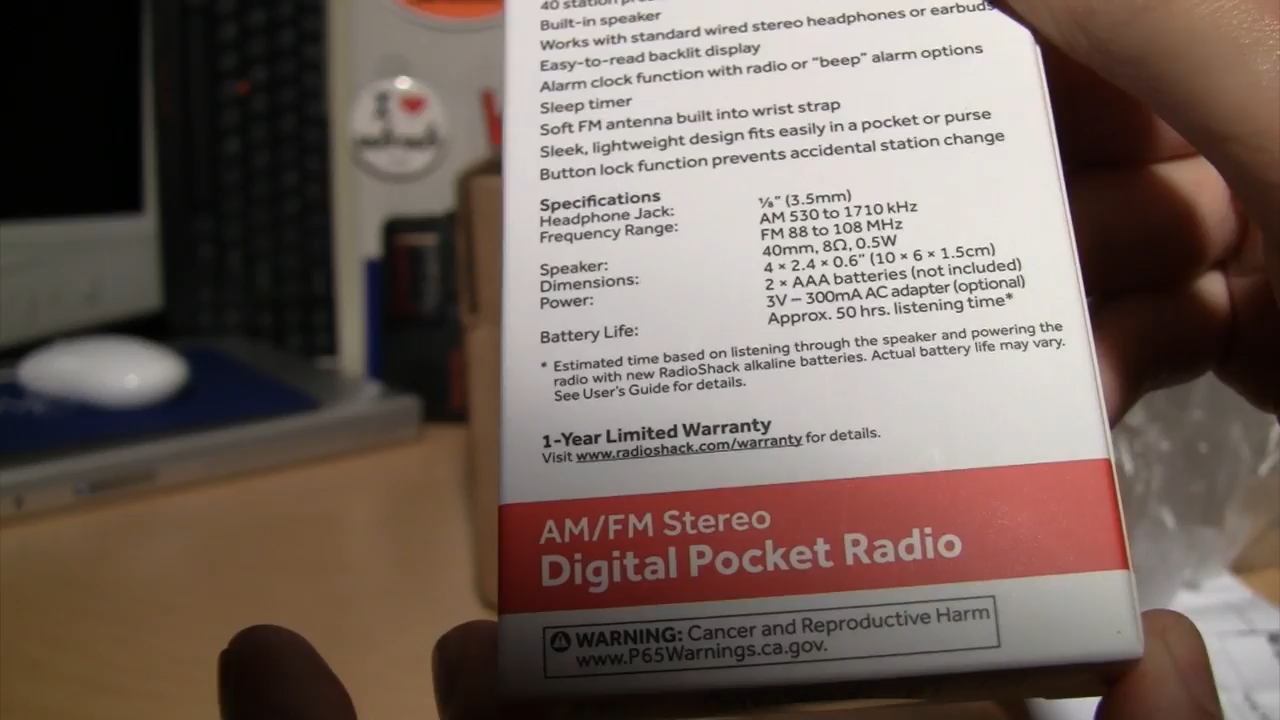 40 station
Built-in speaker
Works with standard wired stereo headphones or earbuds
Easy-to-read backlit display
Alarm clock function with radio or “beep” alarm options
Sleep timer
Soft FM antenna built into wrist strap
Sleek, lightweight design fits easily in a pocket or purse
Button lock function prevents accidental station change
Specifications
Headphone Jack: ⅛" (3.5mm)
Frequency Range: AM 530 to 1710 kHz
FM 88 to 108 MHz
Speaker: 40mm, 8Ω, 0.5W
Dimensions: 4 × 2.4 × 0.6" (10 × 6 × 1.5cm)
Power: 2 × AAA batteries (not included)
3V – 300mA AC adapter (optional)
Battery Life: Approx. 50 hrs. listening time*
* Estimated time based on listening through the speaker and powering the
radio with new RadioShack alkaline batteries. Actual battery life may vary.
See User's Guide for details.
1-Year Limited Warranty
Visit www.radioshack.com/warranty for details.
AM/FM Stereo
Digital Pocket Radio
WARNING: Cancer and Reproductive Harm
www.P65Warnings.ca.gov.
I